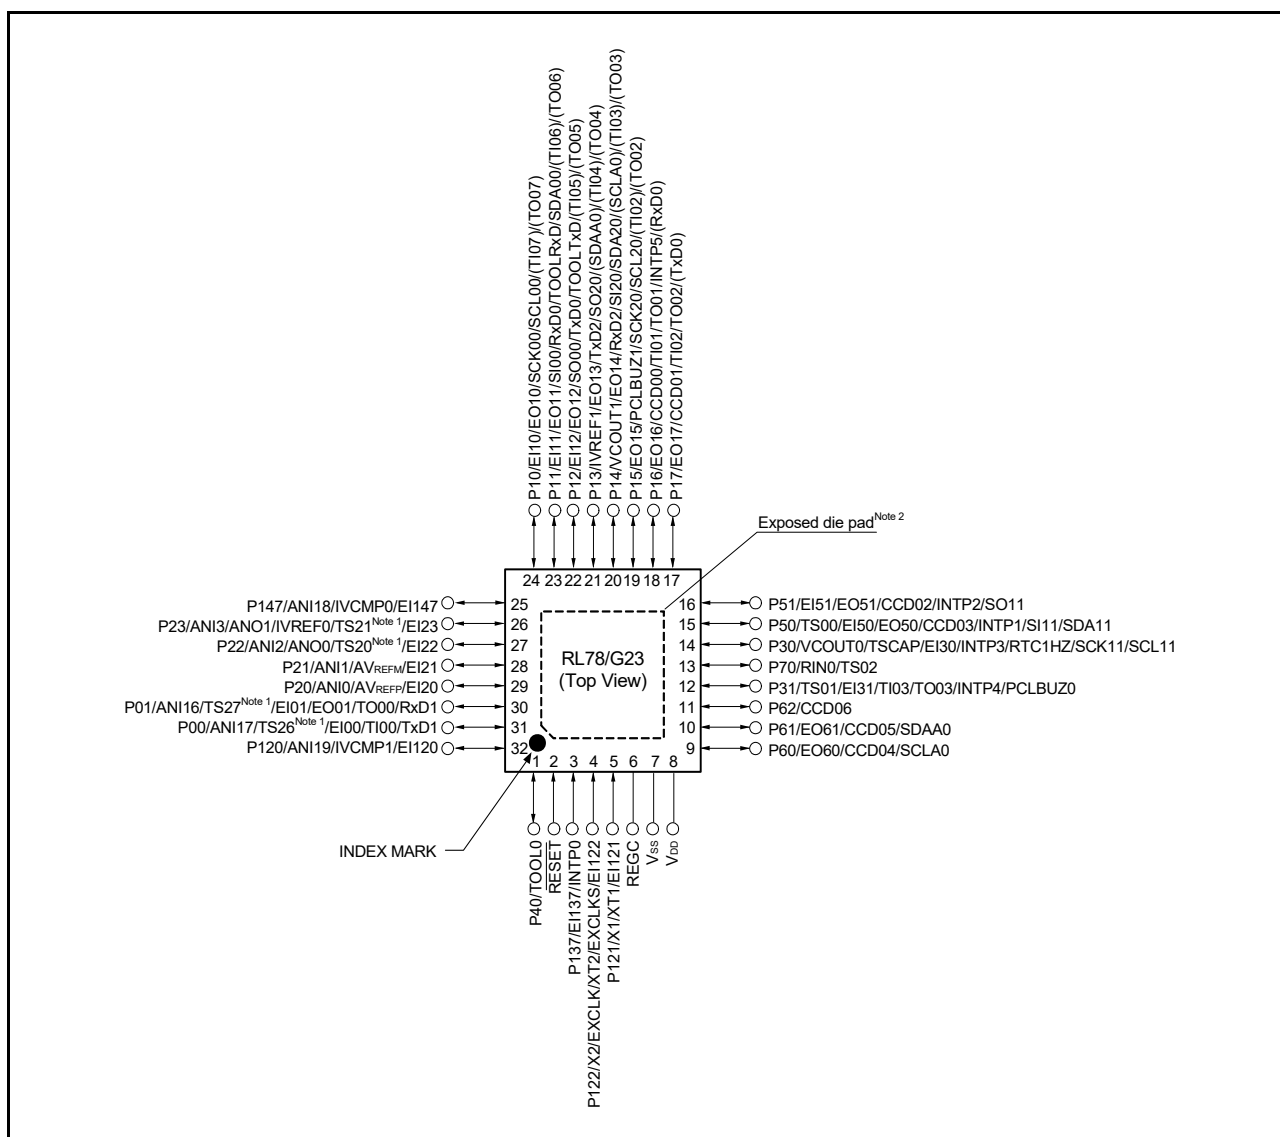 P10/EI10/EO10/SCK00/SCL00/(TI07)/(TO07)
P11/EI11/EO11/SI00/RxD0/TOOLRxD/SDA00/(TI06)/(TO06)
P12/EI12/EO12/SO00/TxD0/TOOLTxD/(TI05)/(TO05)
P13/IVREF1/EO13/TxD2/SO20/(SDAA0)/(TI04)/(TO04)
P14/VCOUT1/EO14/RxD2/SI20/SDA20/(SCLA0)/(TI03)/(TO03)
P15/EO15/PCLBUZ1/SCK20/SCL20/(TI02)/(TO02)
P16/EO16/CCD00/TI01/TO01/INTP5/(RxD0)
P17/EO17/CCD01/TI02/TO02/(TxD0)
Exposed die pad Note 2
24 23 22 21 20 19 18 17
P147/ANI18/IVCMP0/EI147 25
P23/ANI3/ANO1/IVREF0/TS21 Note 1/EI23 26
P22/ANI2/ANO0/TS20 Note 1/EI22 27
P21/ANI1/AVREFM/EI21 28
P20/ANI0/AVREFP/EI20 29
P01/ANI16/TS27 Note 1/EI01/EO01/TO00/RxD1 30
P00/ANI17/TS26 Note 1/EI00/TI00/TxD1 31
P120/ANI19/IVCMP1/EI120 32
RL78/G23
(Top View)
16 P51/EI51/EO51/CCD02/INTP2/SO11
15 P50/TS00/EI50/EO50/CCD03/INTP1/SI11/SDA11
14 P30/VCOUT0/TSCAP/EI30/INTP3/RTC1HZ/SCK11/SCL11
13 P70/RIN0/TS02
12 P31/TS01/EI31/TI03/TO03/INTP4/PCLBUZ0
11 P62/CCD06
10 P61/EO61/CCD05/SDAA0
9 P60/EO60/CCD04/SCLA0
1 2 3 4 5 6 7 8
INDEX MARK
P40/TOOL0
RESET
P137/EI137/INTP0
P122/X2/EXCLK/XT2/EXCLKS/EI122
P121/X1/XT1/EI121
REGC
VSS
VDD